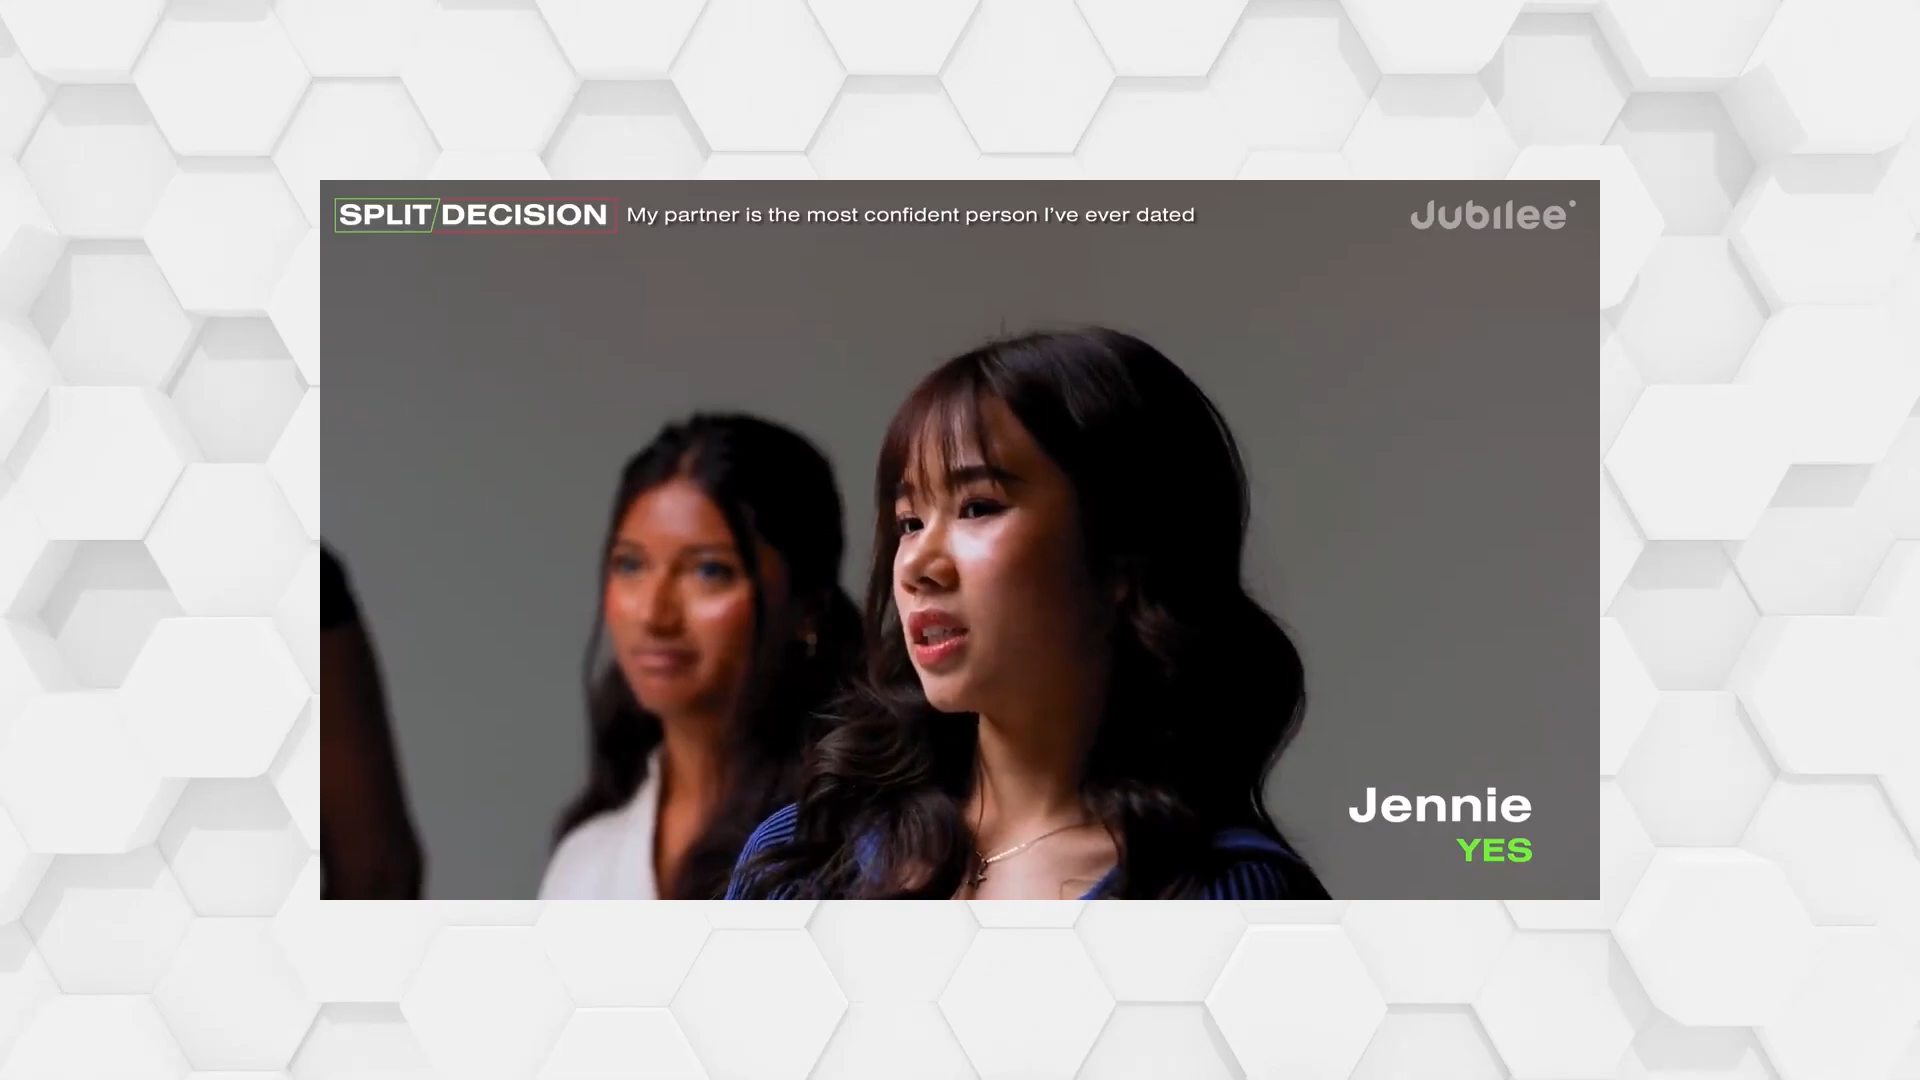 SPLIT DECISION My partner is the most confident person I've ever dated
Jubilee
Jennie
YES